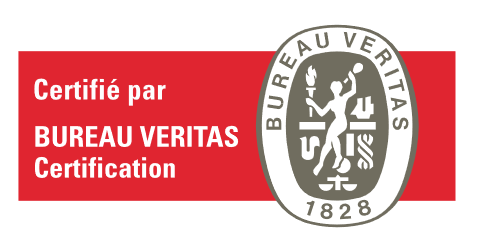 Certifié par
BUREAU VERITAS
Certification
BUREAU VERITAS
1828